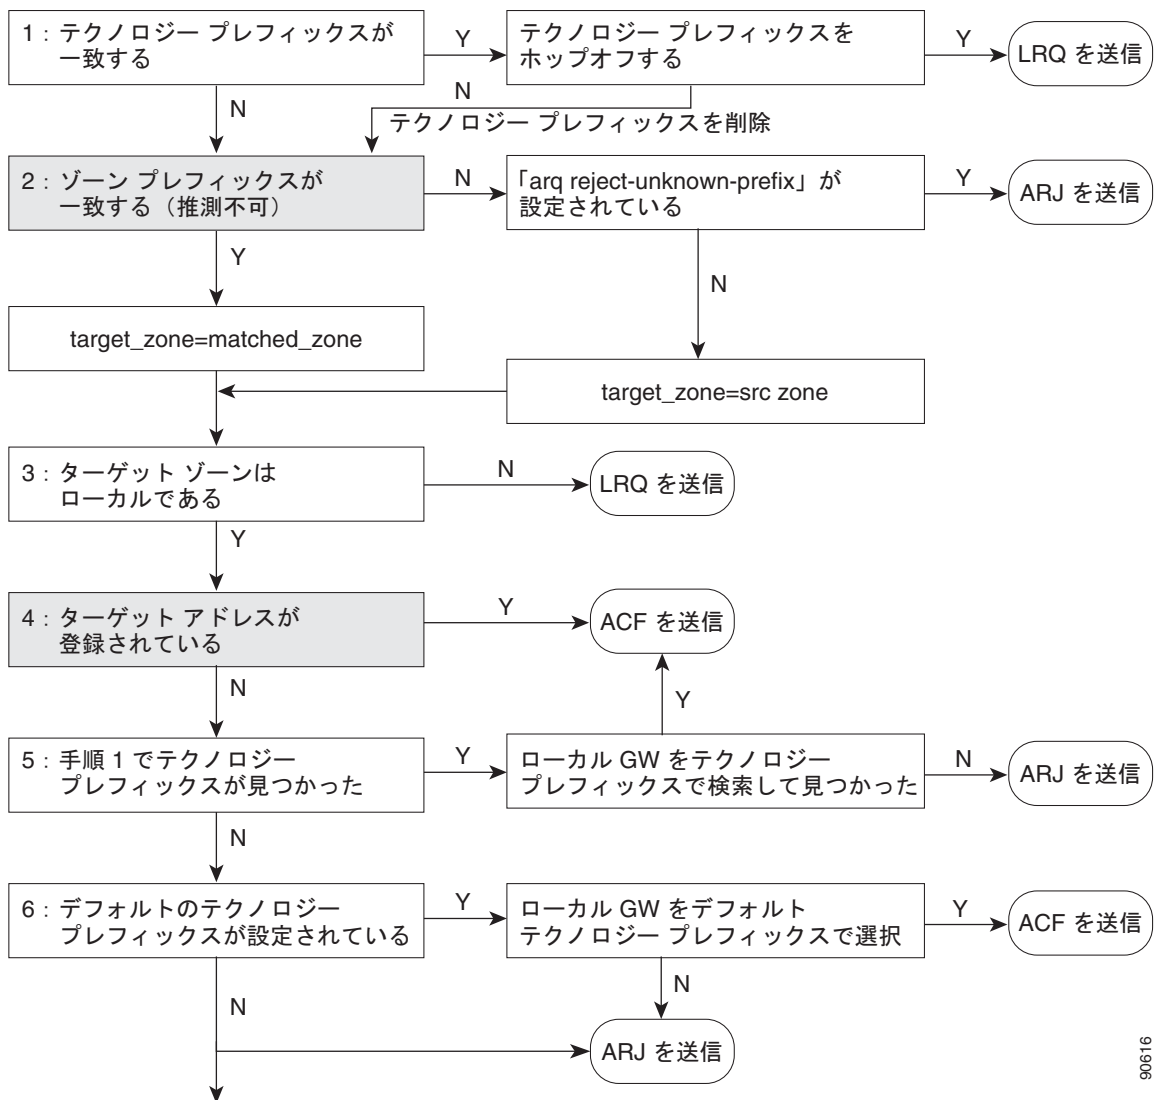 1 : テクノロジー プレフィックスが
一致する
Y
テクノロジー プレフィックスを
ホップオフする
Y
LRQ を送信
N
N
テクノロジー プレフィックスを削除
2 : ゾーン プレフィックスが
一致する（推測不可）
N
「arq reject-unknown-prefix」が
設定されている
Y
ARJ を送信
Y
N
target_zone=matched_zone
target_zone=src zone
3 : ターゲット ゾーンは
ローカルである
N
LRQ を送信
Y
4 : ターゲット アドレスが
登録されている
Y
ACF を送信
N
Y
5 : 手順 1 でテクノロジー
プレフィックスが見つかった
Y
ローカル GW をテクノロジー
プレフィックスで検索して見つかった
N
ARJ を送信
N
6 : デフォルトのテクノロジー
プレフィックスが設定されている
Y
ローカル GW をデフォルト
テクノロジー プレフィックスで選択
Y
ACF を送信
N
N
ARJ を送信
90616